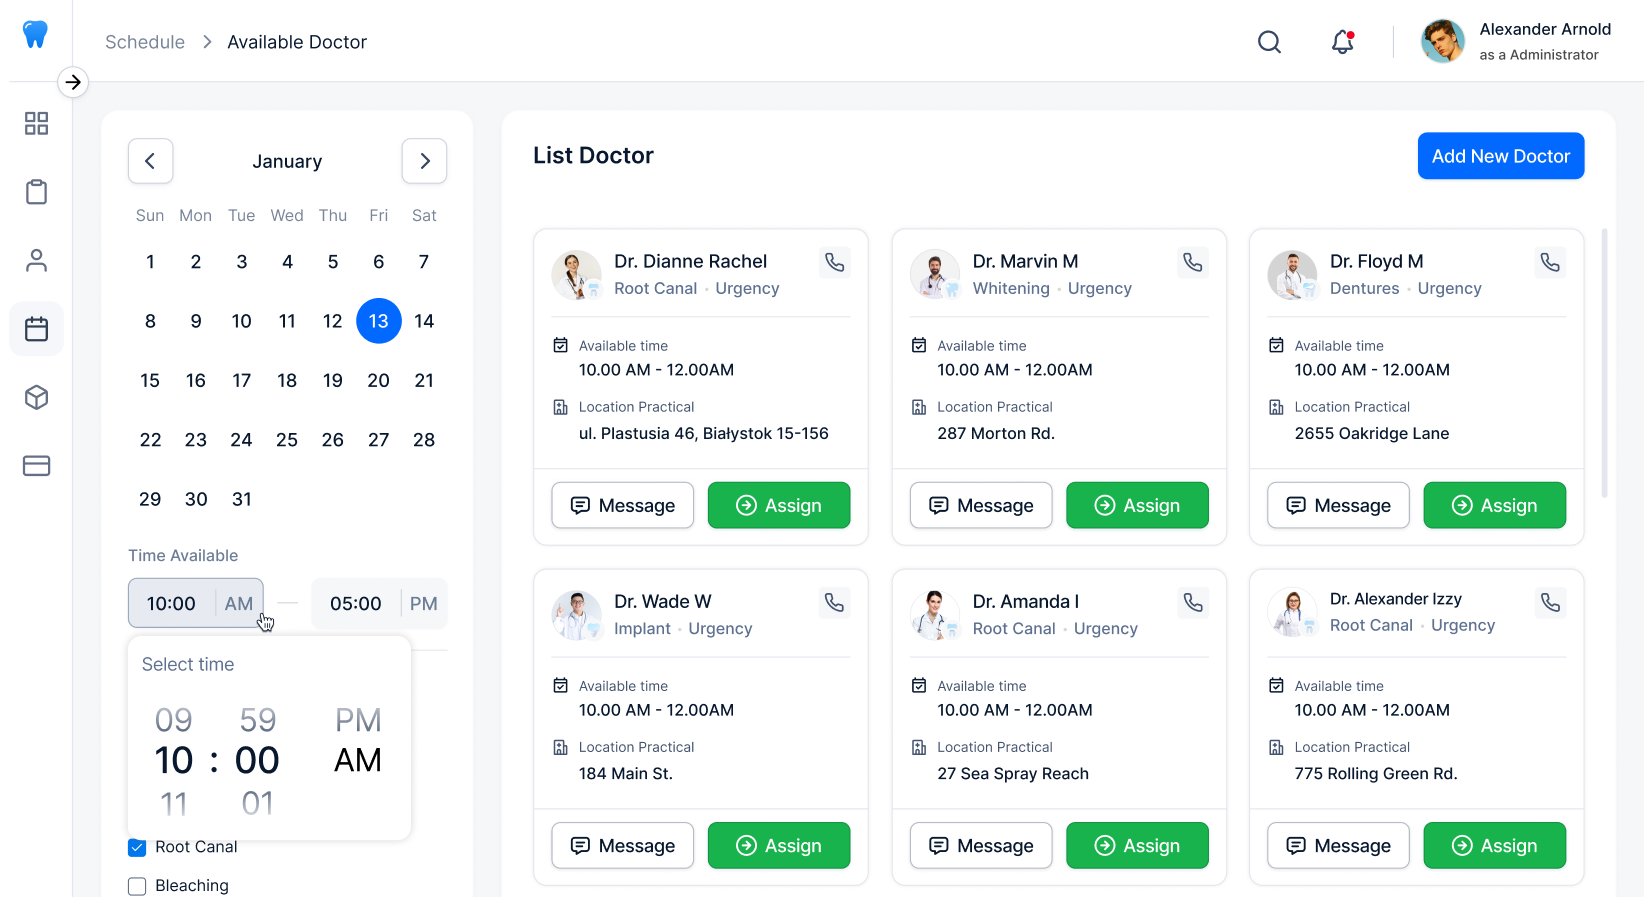 Schedule > Available Doctor
Alexander Arnold
as a Administrator
January
Sun Mon Tue Wed Thu Fri Sat
1 2 3 4 5 6 7
8 9 10 11 12 13 14
15 16 17 18 19 20 21
22 23 24 25 26 27 28
29 30 31
Time Available
10:00 AM — 05:00 PM
Select time
09 59 PM
10 : 00 AM
11 01
Root Canal
Bleaching
List Doctor
Add New Doctor
Dr. Dianne Rachel
Root Canal • Urgency
Available time
10.00 AM - 12.00AM
Location Practical
ul. Plastusia 46, Białystok 15-156
Message Assign
Dr. Marvin M
Whitening • Urgency
Available time
10.00 AM - 12.00AM
Location Practical
287 Morton Rd.
Message Assign
Dr. Floyd M
Dentures • Urgency
Available time
10.00 AM - 12.00AM
Location Practical
2655 Oakridge Lane
Message Assign
Dr. Wade W
Implant • Urgency
Available time
10.00 AM - 12.00AM
Location Practical
184 Main St.
Message Assign
Dr. Amanda I
Root Canal • Urgency
Available time
10.00 AM - 12.00AM
Location Practical
27 Sea Spray Reach
Message Assign
Dr. Alexander Izzy
Root Canal • Urgency
Available time
10.00 AM - 12.00AM
Location Practical
775 Rolling Green Rd.
Message Assign